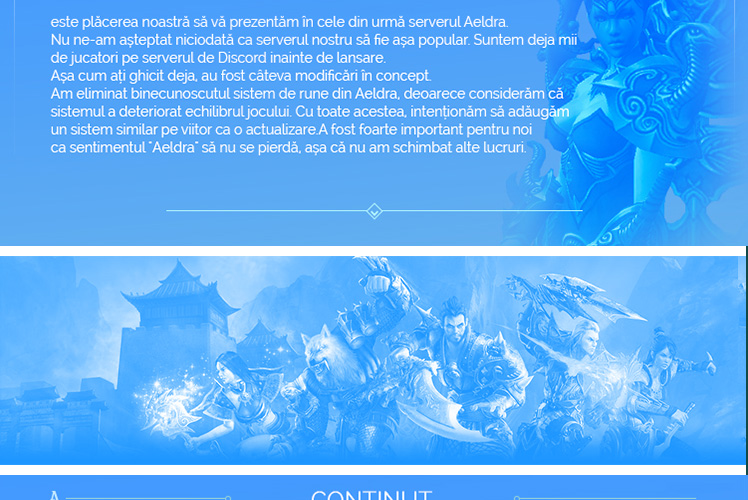 este plăcerea noastră să vă prezentăm în cele din urmă serverul Aeldra.
Nu ne-am așteptat niciodată ca serverul nostru să fie așa popular. Suntem deja mii
de jucatori pe serverul de Discord inainte de lansare.
Așa cum ați ghicit deja, au fost câteva modificări în concept.
Am eliminat binecunoscutul sistem de rune din Aeldra, deoarece considerăm că
sistemul a deteriorat echilibrul jocului. Cu toate acestea, intenționăm să adăugăm
un sistem similar pe viitor ca o actualizare.A fost foarte important pentru noi
ca sentimentul "Aeldra" să nu se pierdă, așa că nu am schimbat alte lucruri.
CONTINUT